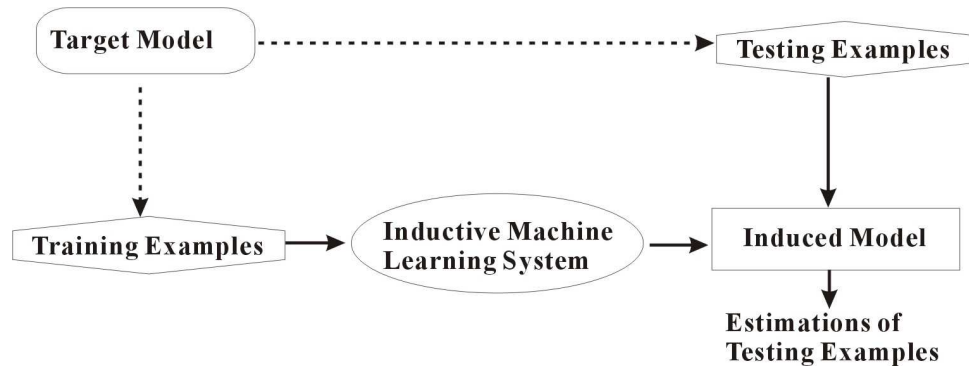 Target Model
Testing Examples
Training Examples
Inductive Machine
Learning System
Induced Model
Estimations of
Testing Examples